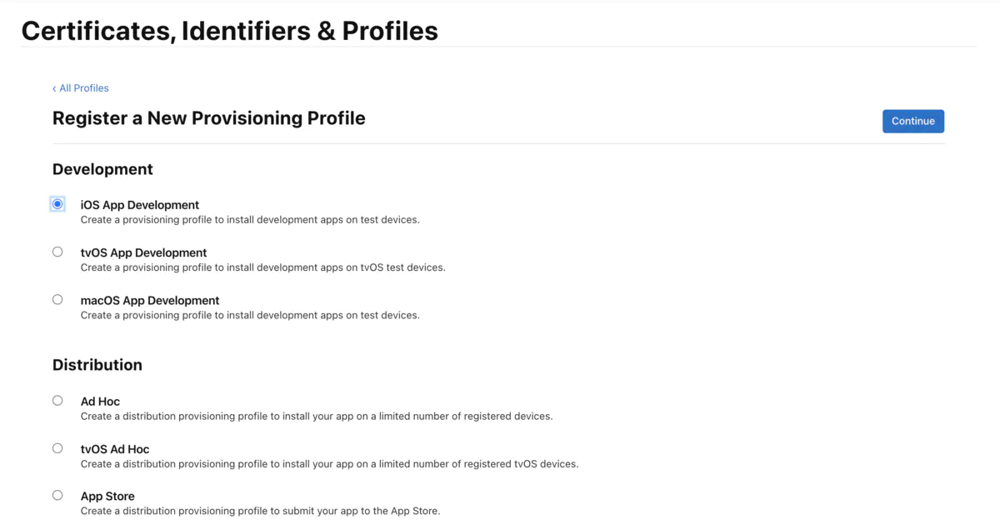 Certificates, Identifiers & Profiles
‹ All Profiles
Register a New Provisioning Profile
Continue
Development
iOS App Development
Create a provisioning profile to install development apps on test devices.
tvOS App Development
Create a provisioning profile to install development apps on tvOS test devices.
macOS App Development
Create a provisioning profile to install development apps on test devices.
Distribution
Ad Hoc
Create a distribution provisioning profile to install your app on a limited number of registered devices.
tvOS Ad Hoc
Create a distribution provisioning profile to install your app on a limited number of registered tvOS devices.
App Store
Create a distribution provisioning profile to submit your app to the App Store.